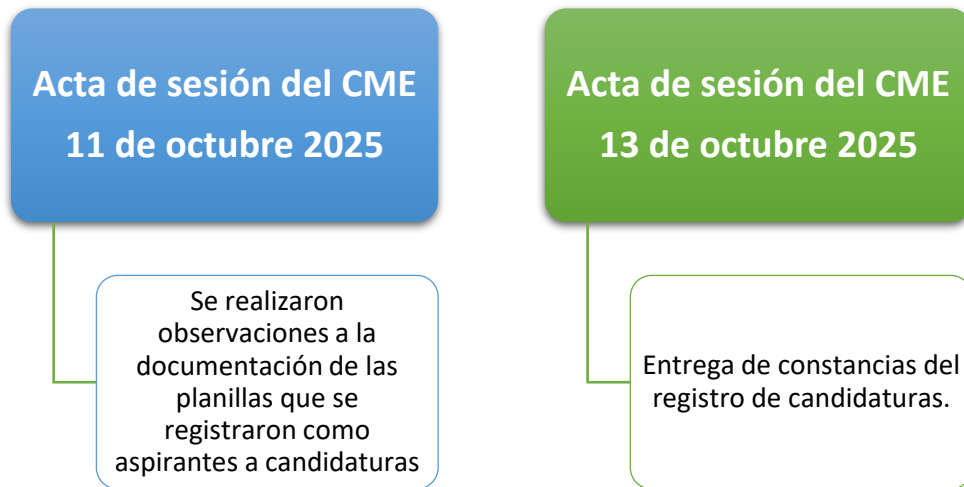 Acta de sesión del CME
11 de octubre 2025
Se realizaron
observaciones a la
documentación de las
planillas que se
registraron como
aspirantes a candidaturas
Acta de sesión del CME
13 de octubre 2025
Entrega de constancias del
registro de candidaturas.